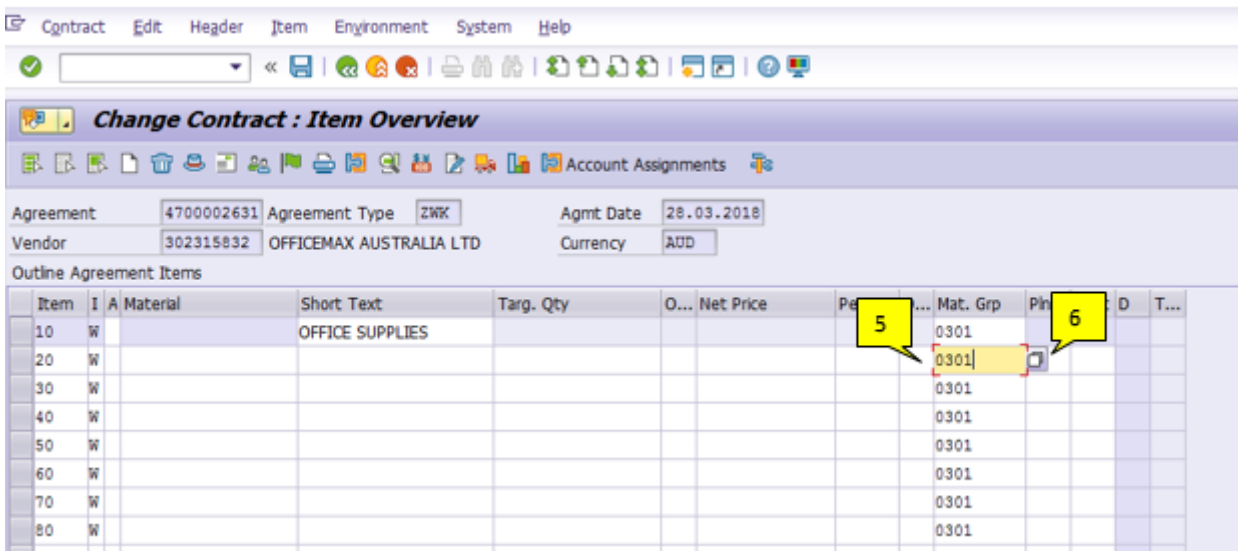 Contract Edit Header Item Environment System Help
Change Contract : Item Overview
Account Assignments
Agreement 4700002631 Agreement Type ZWK Agmt Date 28.03.2018
Vendor 302315832 OFFICEMAX AUSTRALIA LTD Currency AUD
Outline Agreement Items
Item I A Material Short Text Targ. Qty O... Net Price Mat. Grp D T...
5 6
10 W OFFICE SUPPLIES 0301
20 W 0301
30 W 0301
40 W 0301
50 W 0301
60 W 0301
70 W 0301
80 W 0301